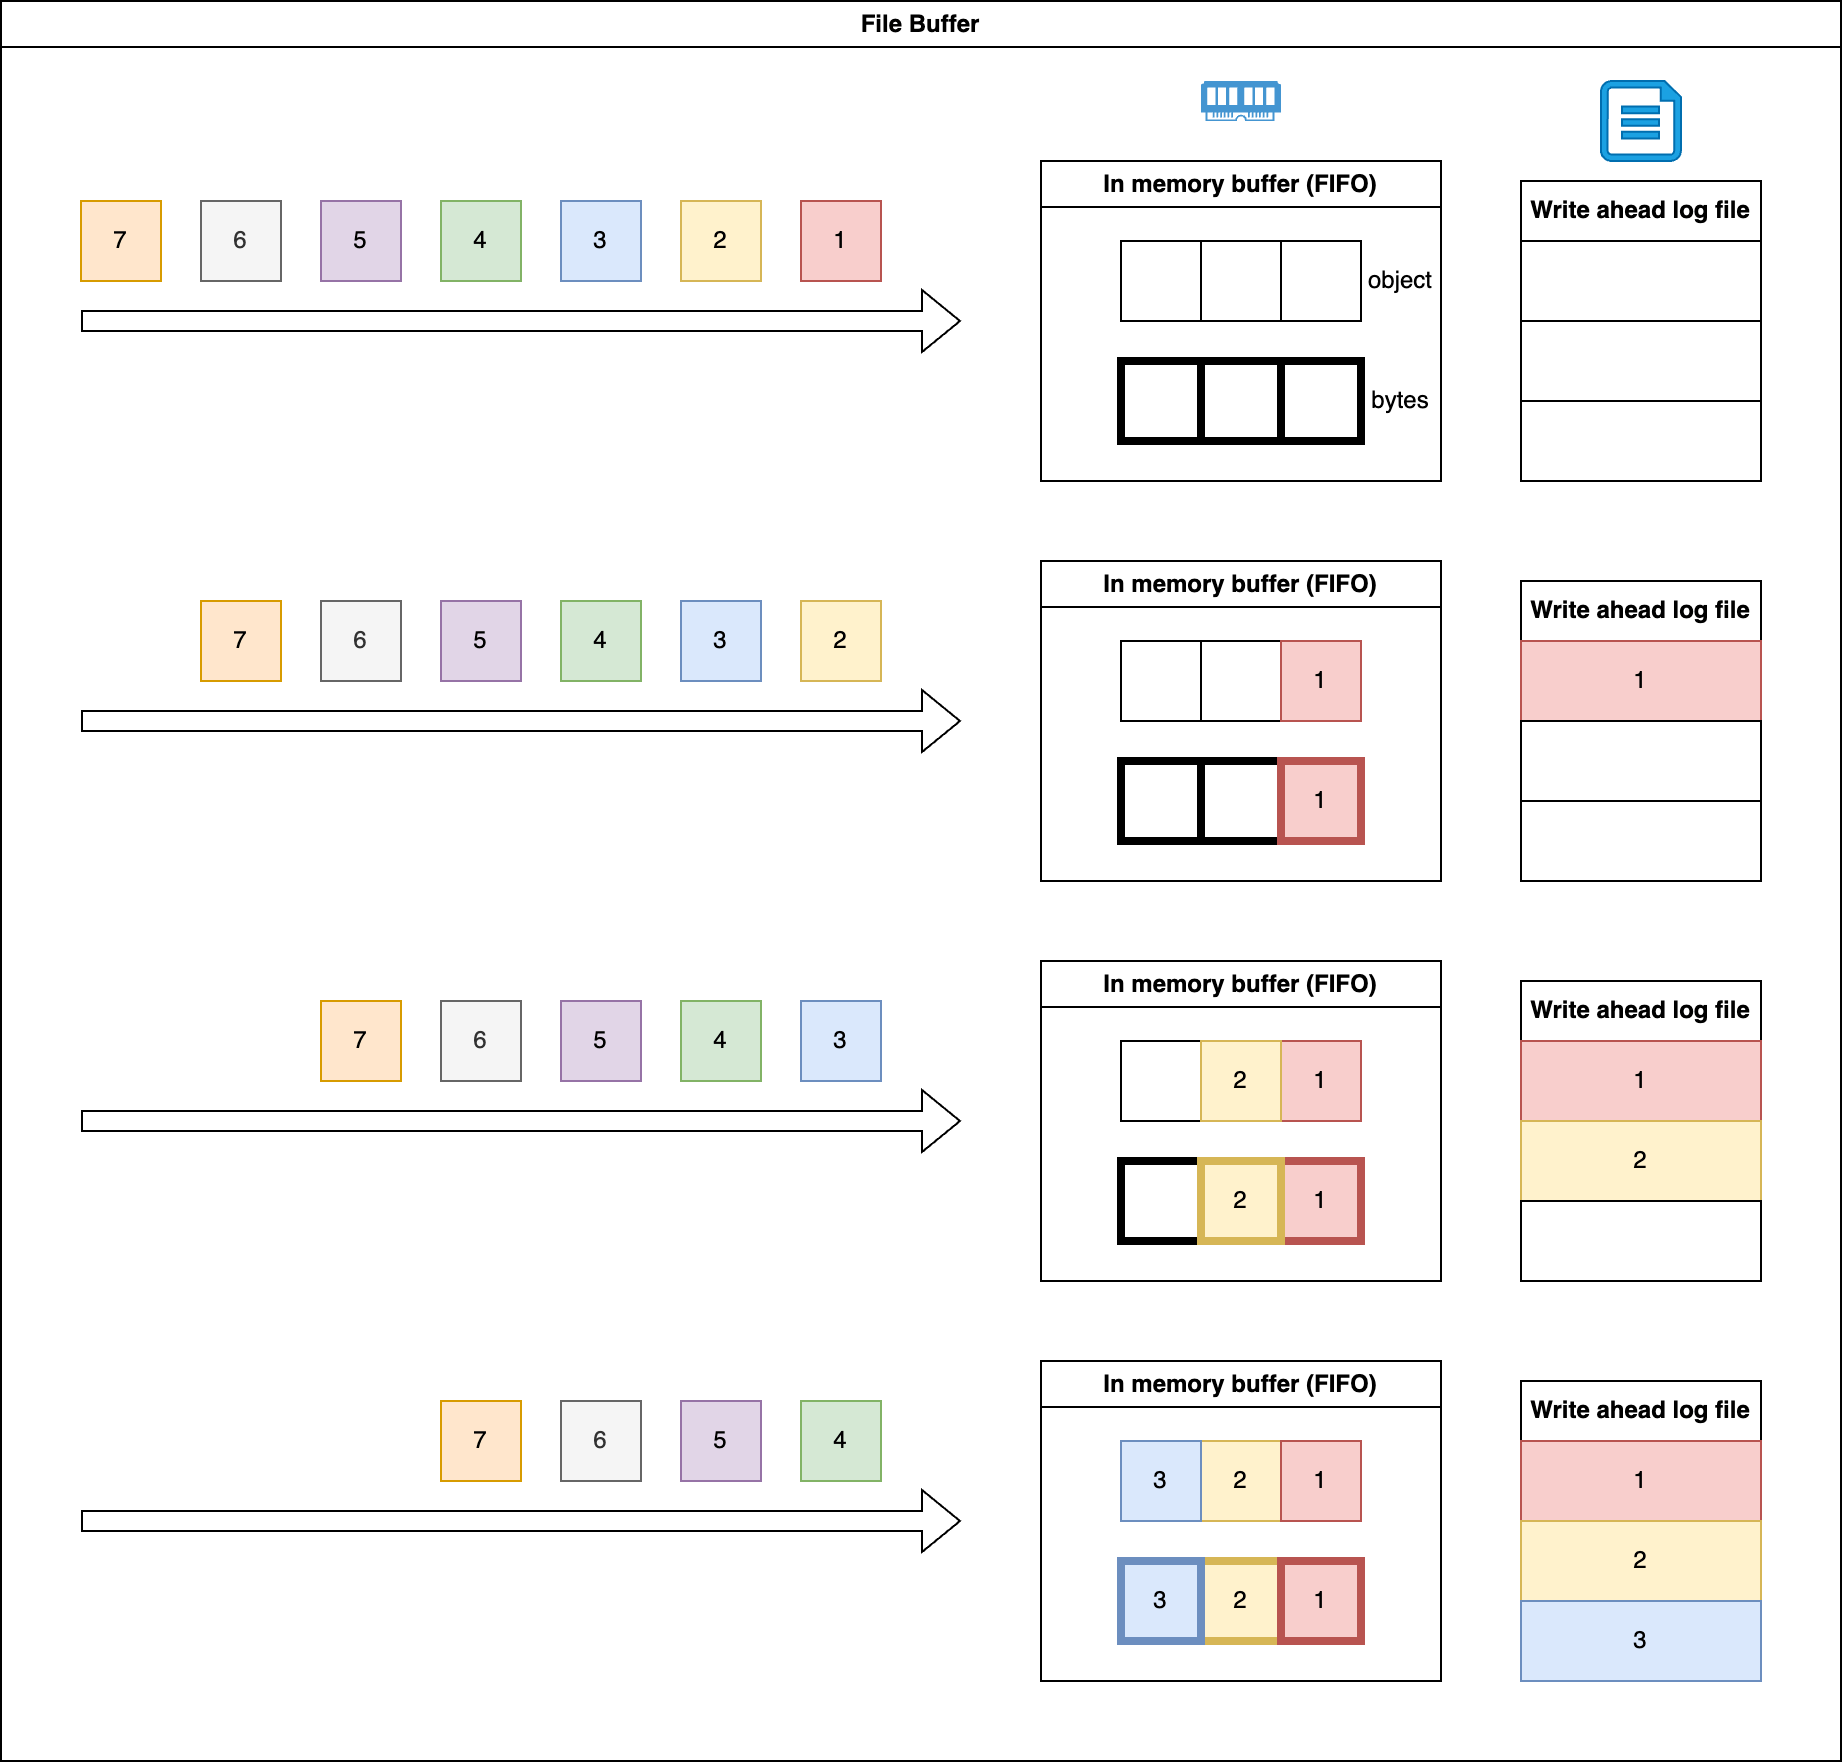 File Buffer
7 6 5 4 3 2 1
In memory buffer (FIFO)
object
bytes
Write ahead log file
7 6 5 4 3 2
In memory buffer (FIFO)
1
1
Write ahead log file
1
7 6 5 4 3
In memory buffer (FIFO)
2 1
2 1
Write ahead log file
1
2
7 6 5 4
In memory buffer (FIFO)
3 2 1
3 2 1
Write ahead log file
1
2
3